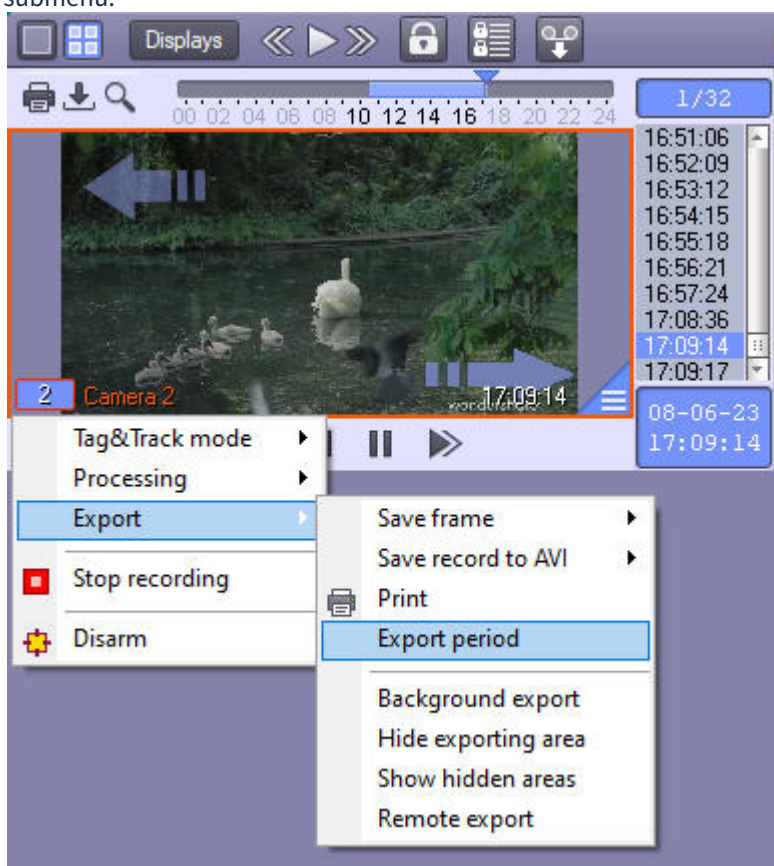 submenu.
Displays
00 02 04 06 08 10 12 14 16 18 20 22 24
1/32
16:51:06
16:52:09
16:53:12
16:54:15
16:55:18
16:56:21
16:57:24
17:08:36
17:09:14
17:09:17
2 Camera 2
17:09:14
08-06-23
17:09:14
Tag&Track mode
Processing
Export
Stop recording
Disarm
Save frame
Save record to AVI
Print
Export period
Background export
Hide exporting area
Show hidden areas
Remote export